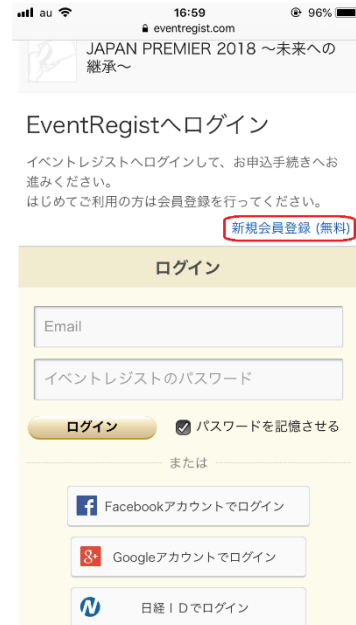 au 16:59 96%
eventregist.com
JAPAN PREMIER 2018 ～未来への
継承～
EventRegistへログイン
イベントレジストへログインして、お申込手続きへお
進みください。
はじめてご利用の方は会員登録を行ってください。
新規会員登録 (無料)
ログイン
Email
イベントレジストのパスワード
ログイン パスワードを記憶させる
または
f Facebookアカウントでログイン
8+ Googleアカウントでログイン
N 日経ＩＤでログイン